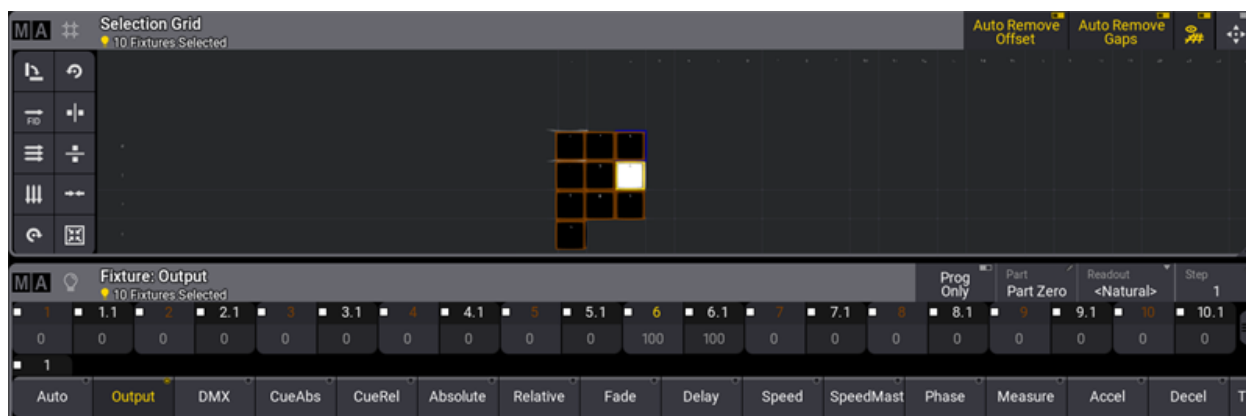 MA Selection Grid
10 Fixtures Selected
Auto Remove Offset
Auto Remove Gaps
FID
MA Fixture: Output
10 Fixtures Selected
Prog Only
Part
Part Zero
Readout
<Natural>
Step
1
1 1.1 2 2.1 3 3.1 4 4.1 5 5.1 6 6.1 7 7.1 8 8.1 9 9.1 10 10.1
0 0 0 0 0 0 0 0 0 0 100 100 0 0 0 0 0 0 0 0
1
Auto Output DMX CueAbs CueRel Absolute Relative Fade Delay Speed SpeedMast Phase Measure Accel Decel T